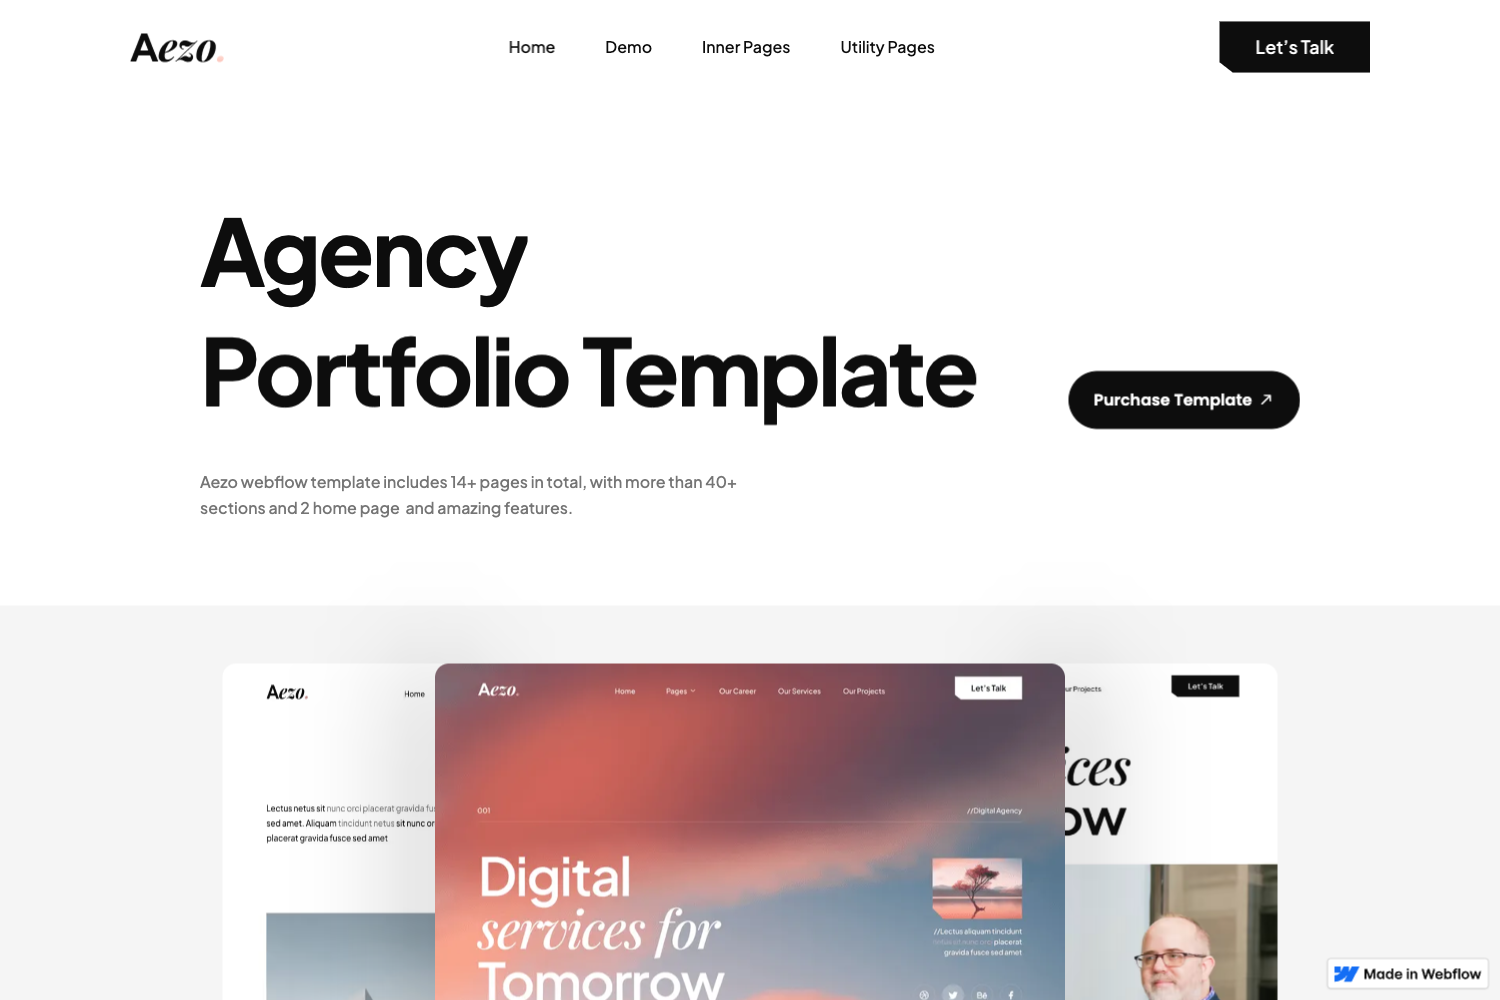 Aezo.
Home
Demo
Inner Pages
Utility Pages
Let's Talk
Agency
Portfolio Template
Purchase Template
Aezo webflow template includes 14+ pages in total, with more than 40+
sections and 2 home page and amazing features.
Aezo.
Home
Lectus netus sit nunc orci placerat gravida fu
sed amet. Aliquam tincidunt netus sit nunc or
placerat gravida fusce sed amet
Aezo.
Home
Pages
Our Career
Our Services
Our Projects
Let's Talk
001
//Digital Agency
Digital
services for
Tomorrow
//Lectus aliquam tincidunt
netus sit nunc orci placerat
gravida fusce sed amet
Bē
ur Projects
Let's Talk
ices
ow
Made in Webflow